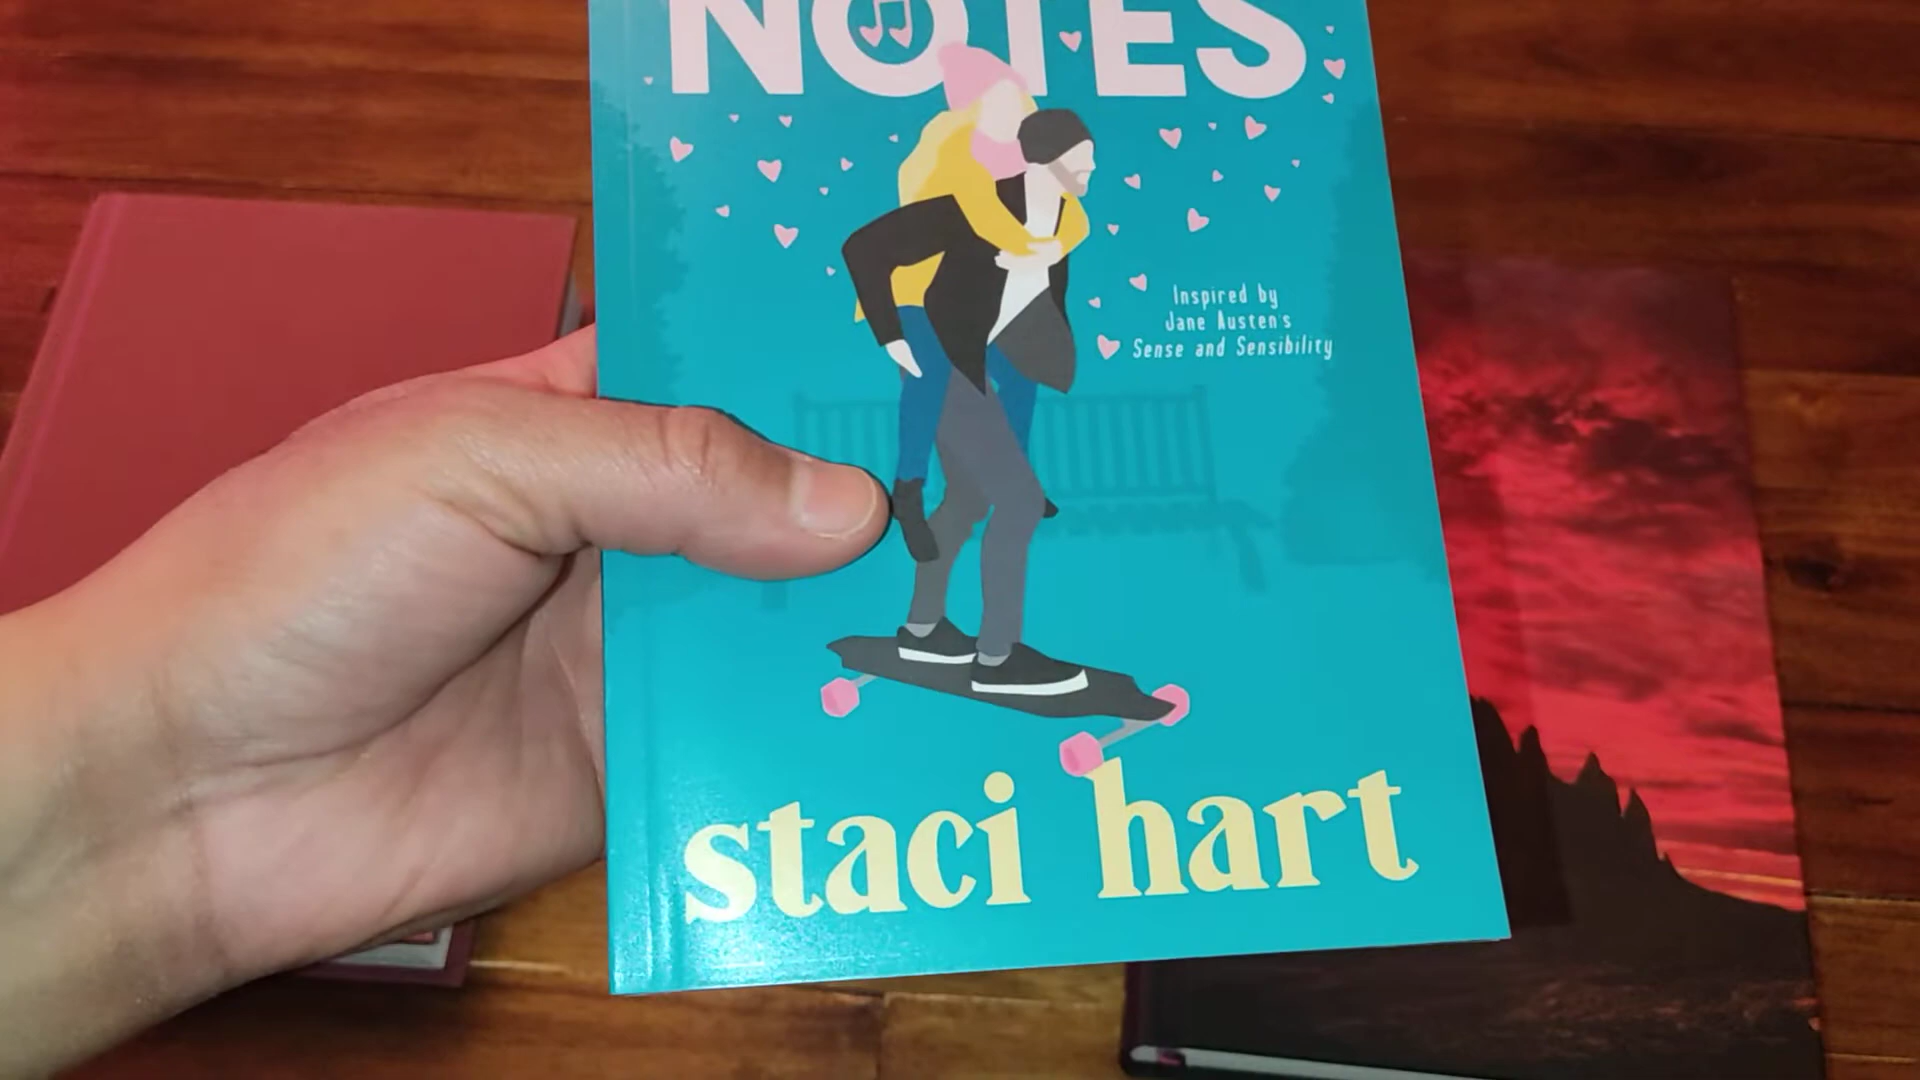 NOTES
Inspired by
Jane Austen's
Sense and Sensibility
staci hart